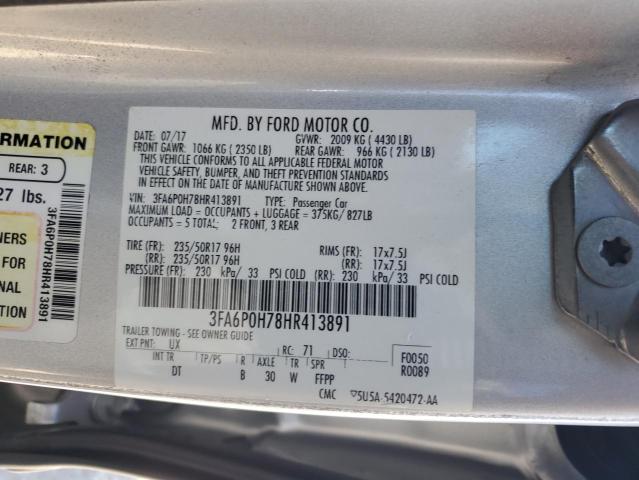 MFD. BY FORD MOTOR CO.
DATE: 07/17 GVWR: 2009 KG ( 4430 LB)
FRONT GAWR: 1066 KG ( 2350 LB) REAR GAWR: 966 KG ( 2130 LB)
THIS VEHICLE CONFORMS TO ALL APPLICABLE FEDERAL MOTOR
VEHICLE SAFETY, BUMPER, AND THEFT PREVENTION STANDARDS
IN EFFECT ON THE DATE OF MANUFACTURE SHOWN ABOVE.
VIN: 3FA6P0H78HR413891 TYPE: Passenger Car
MAXIMUM LOAD = OCCUPANTS + LUGGAGE = 375KG/ 827LB
OCCUPANTS = 5 TOTAL; 2 FRONT, 3 REAR
TIRE (FR): 235/50R17 96H RIMS (FR): 17x7.5J
(RR): 235/50R17 96H (RR): 17x7.5J
PRESSURE (FR): 230 kPa/ 33 PSI COLD (RR): 230 kPa/ 33 PSI COLD
3FA6P0H78HR413891
TRAILER TOWING - SEE OWNER GUIDE
EXT PNT: UX RC: 71 DSO: F0050
INT TR TP/PS R AXLE TR SPR R0089
DT B 30 W FFPP
CMC 5U5A-5420472-AA
ORMATION
REAR: 3
27 lbs.
NERS
FOR
NAL
TION
3FA6P0H78HR413891